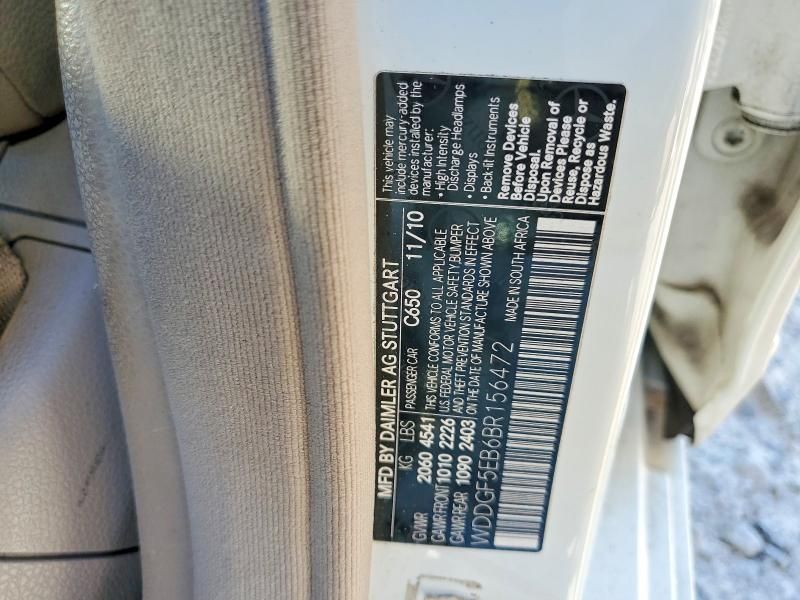 MFD BY DAIMLER AG STUTTGART
KG LBS PASSENGER CAR C650 11/10
GVWR 2060 4541 THIS VEHICLE CONFORMS TO ALL APPLICABLE
GAWR FRONT 1010 2226 U.S. FEDERAL MOTOR VEHICLE SAFETY, BUMPER
AND THEFT PREVENTION STANDARDS IN EFFECT
GAWR REAR 1090 2403 ON THE DATE OF MANUFACTURE SHOWN ABOVE
WDDGF5EB6BR156472 MADE IN SOUTH AFRICA
This vehicle may
include mercury-added
devices installed by the
manufacturer:
• High Intensity
Discharge Headlamps
• Displays
• Back-lit Instruments
Remove Devices
Before Vehicle
Disposal.
Upon Removal of
Devices Please
Reuse, Recycle or
Dispose as
Hazardous Waste.